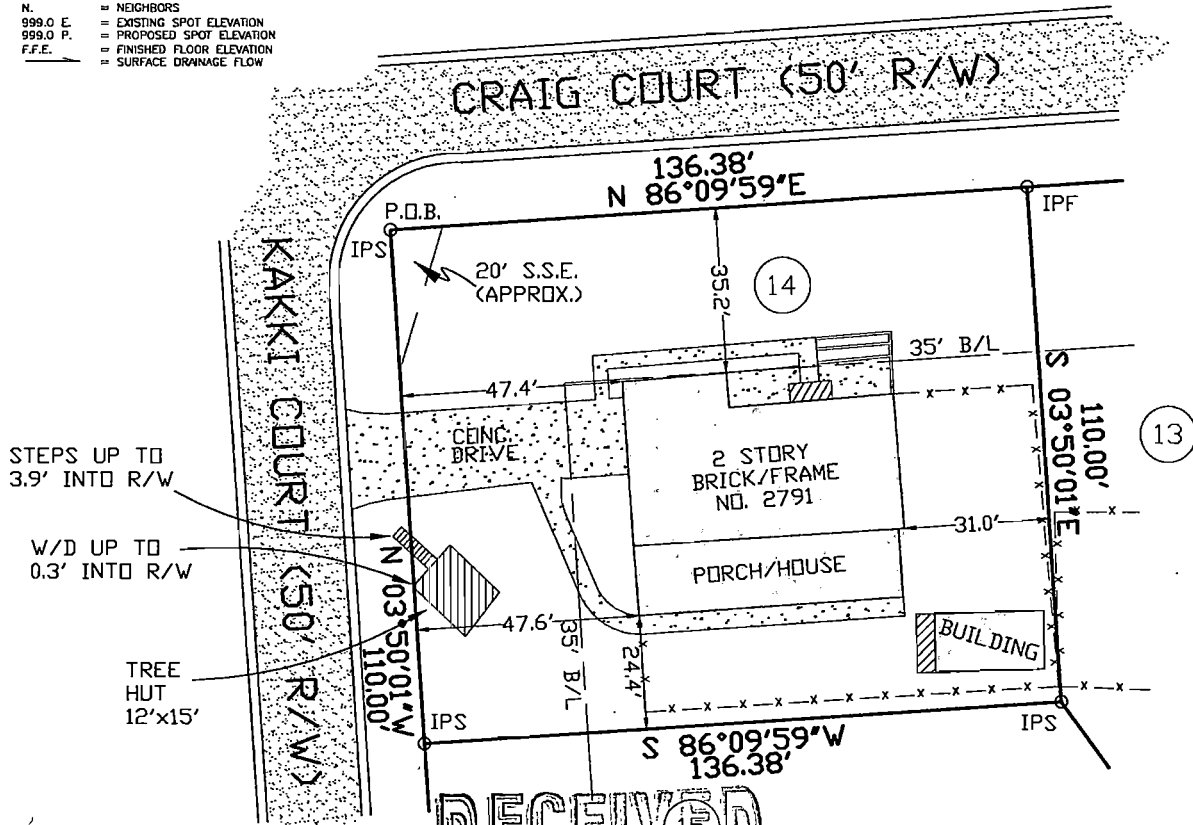 N. = NEIGHBORS
999.0 E. = EXISTING SPOT ELEVATION
999.0 P. = PROPOSED SPOT ELEVATION
F.F.E. = FINISHED FLOOR ELEVATION
= SURFACE DRAINAGE FLOW
CRAIG COURT (50' R/W)
136.38'
N 86°09'59"E
P.O.B.
IPS
IPF
20' S.S.E.
(APPROX.)
35.2'
14
KAKKI COURT (50' R/W)
35' B/L
47.4'
S 03°50'01"E
110.00'
13
CONC.
DRIVE
2 STORY
BRICK/FRAME
NO. 2791
STEPS UP TO
3.9' INTO R/W
31.0'
W/D UP TO
0.3' INTO R/W
PORCH/HOUSE
N 03°50'01"W
110.00'
47.6'
35' B/L
24.4'
BUILDING
TREE
HUT
12'x15'
IPS
IPS
S 86°09'59"W
136.38'
RECEIVED
15